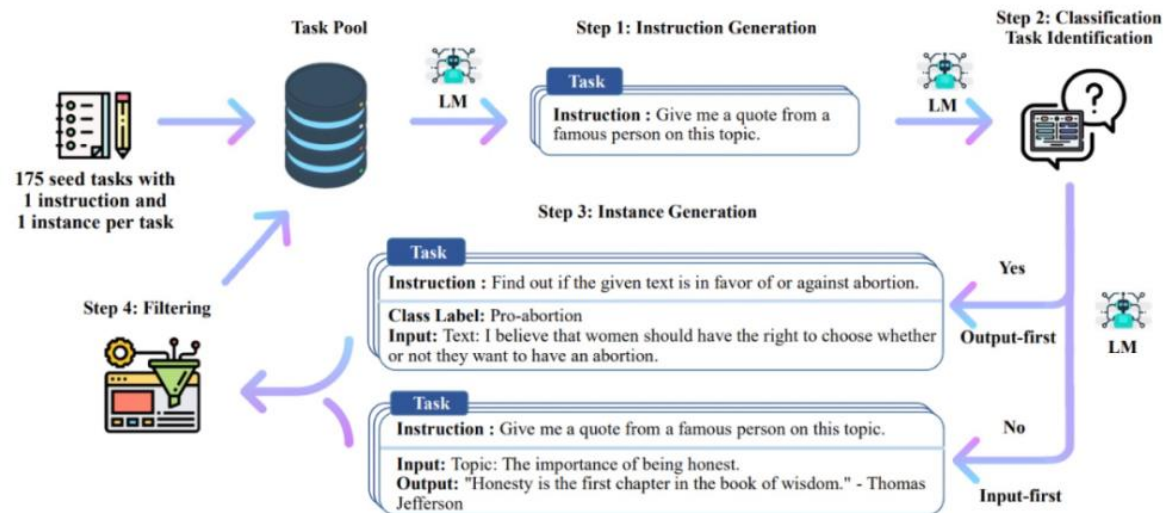 Task Pool
Step 1: Instruction Generation
Step 2: Classification
Task Identification
LM
LM
Task
Instruction : Give me a quote from a
famous person on this topic.
175 seed tasks with
1 instruction and
1 instance per task
Step 3: Instance Generation
Task
Instruction : Find out if the given text is in favor of or against abortion.
Class Label: Pro-abortion
Input: Text: I believe that women should have the right to choose whether
or not they want to have an abortion.
Yes
Output-first
LM
Step 4: Filtering
Task
Instruction : Give me a quote from a famous person on this topic.
Input: Topic: The importance of being honest.
Output: "Honesty is the first chapter in the book of wisdom." - Thomas
Jefferson
No
Input-first